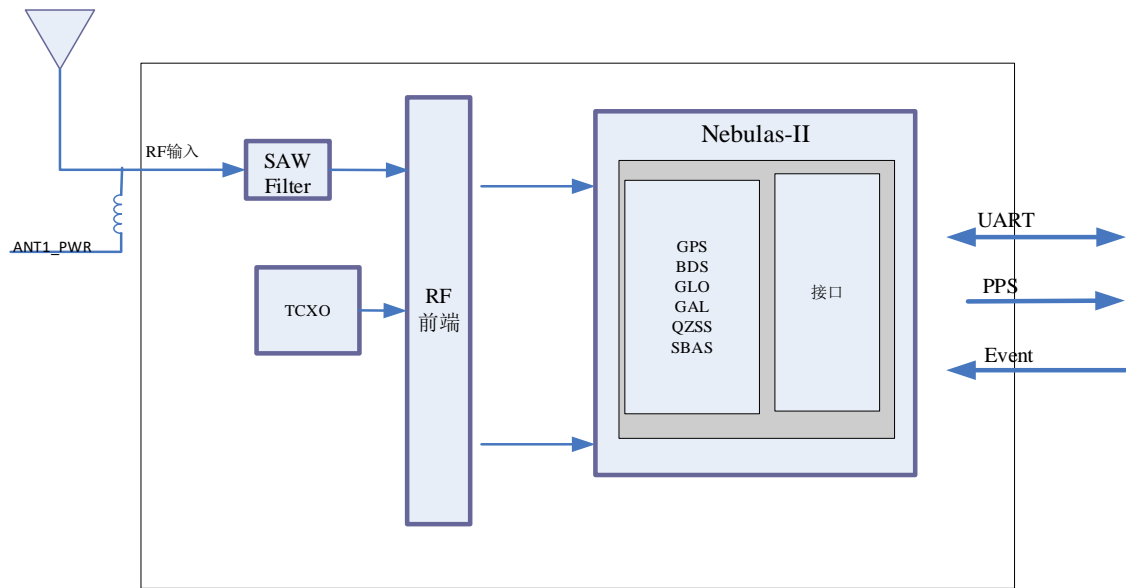 RF输入
SAW
Filter
ANT1_PWR
TCXO
RF
前端
Nebulas-II
GPS
BDS
GLO
GAL
QZSS
SBAS
接口
UART
PPS
Event